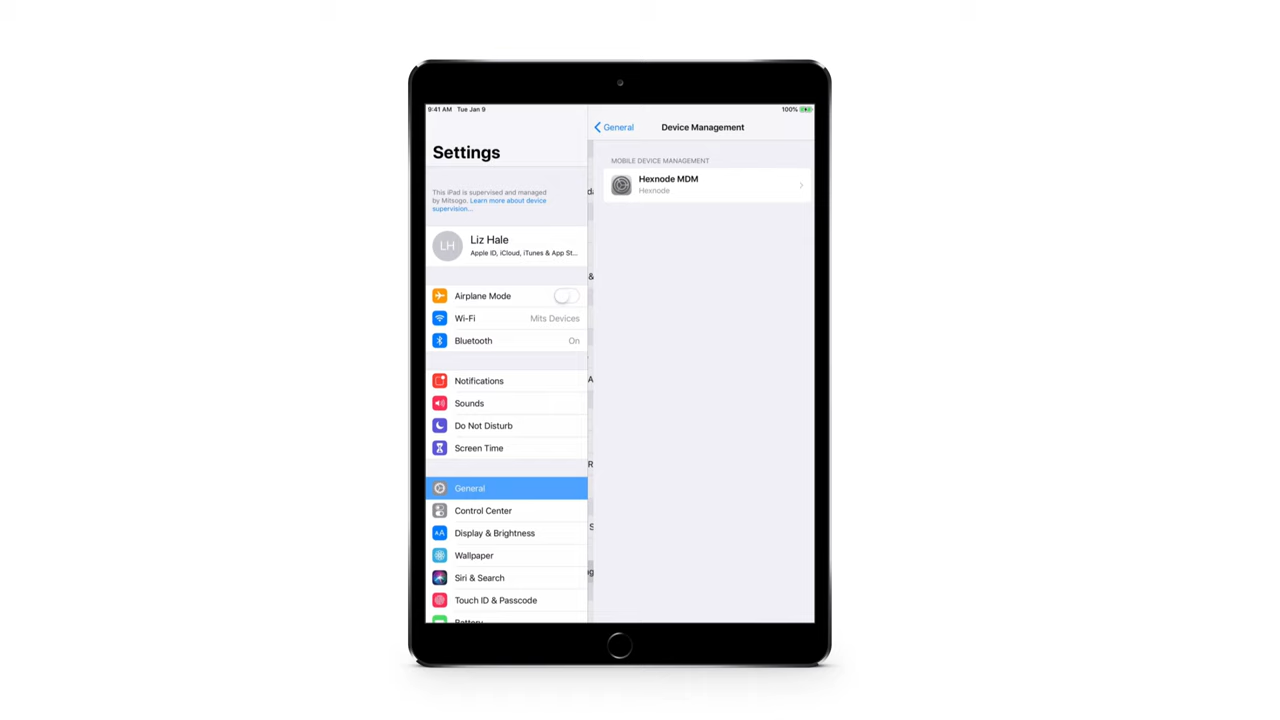 9:41 AM Tue Jan 9
100%
Settings
This iPad is supervised and managed
by Mitsogo. Learn more about device
supervision...
LH
Liz Hale
Apple ID, iCloud, iTunes & App St...
Airplane Mode
Wi-Fi
Mits Devices
Bluetooth
On
Notifications
Sounds
Do Not Disturb
Screen Time
General
Control Center
AA
Display & Brightness
Wallpaper
Siri & Search
Touch ID & Passcode
Battery
General
Device Management
MOBILE DEVICE MANAGEMENT
Hexnode MDM
Hexnode
&
A
R
S